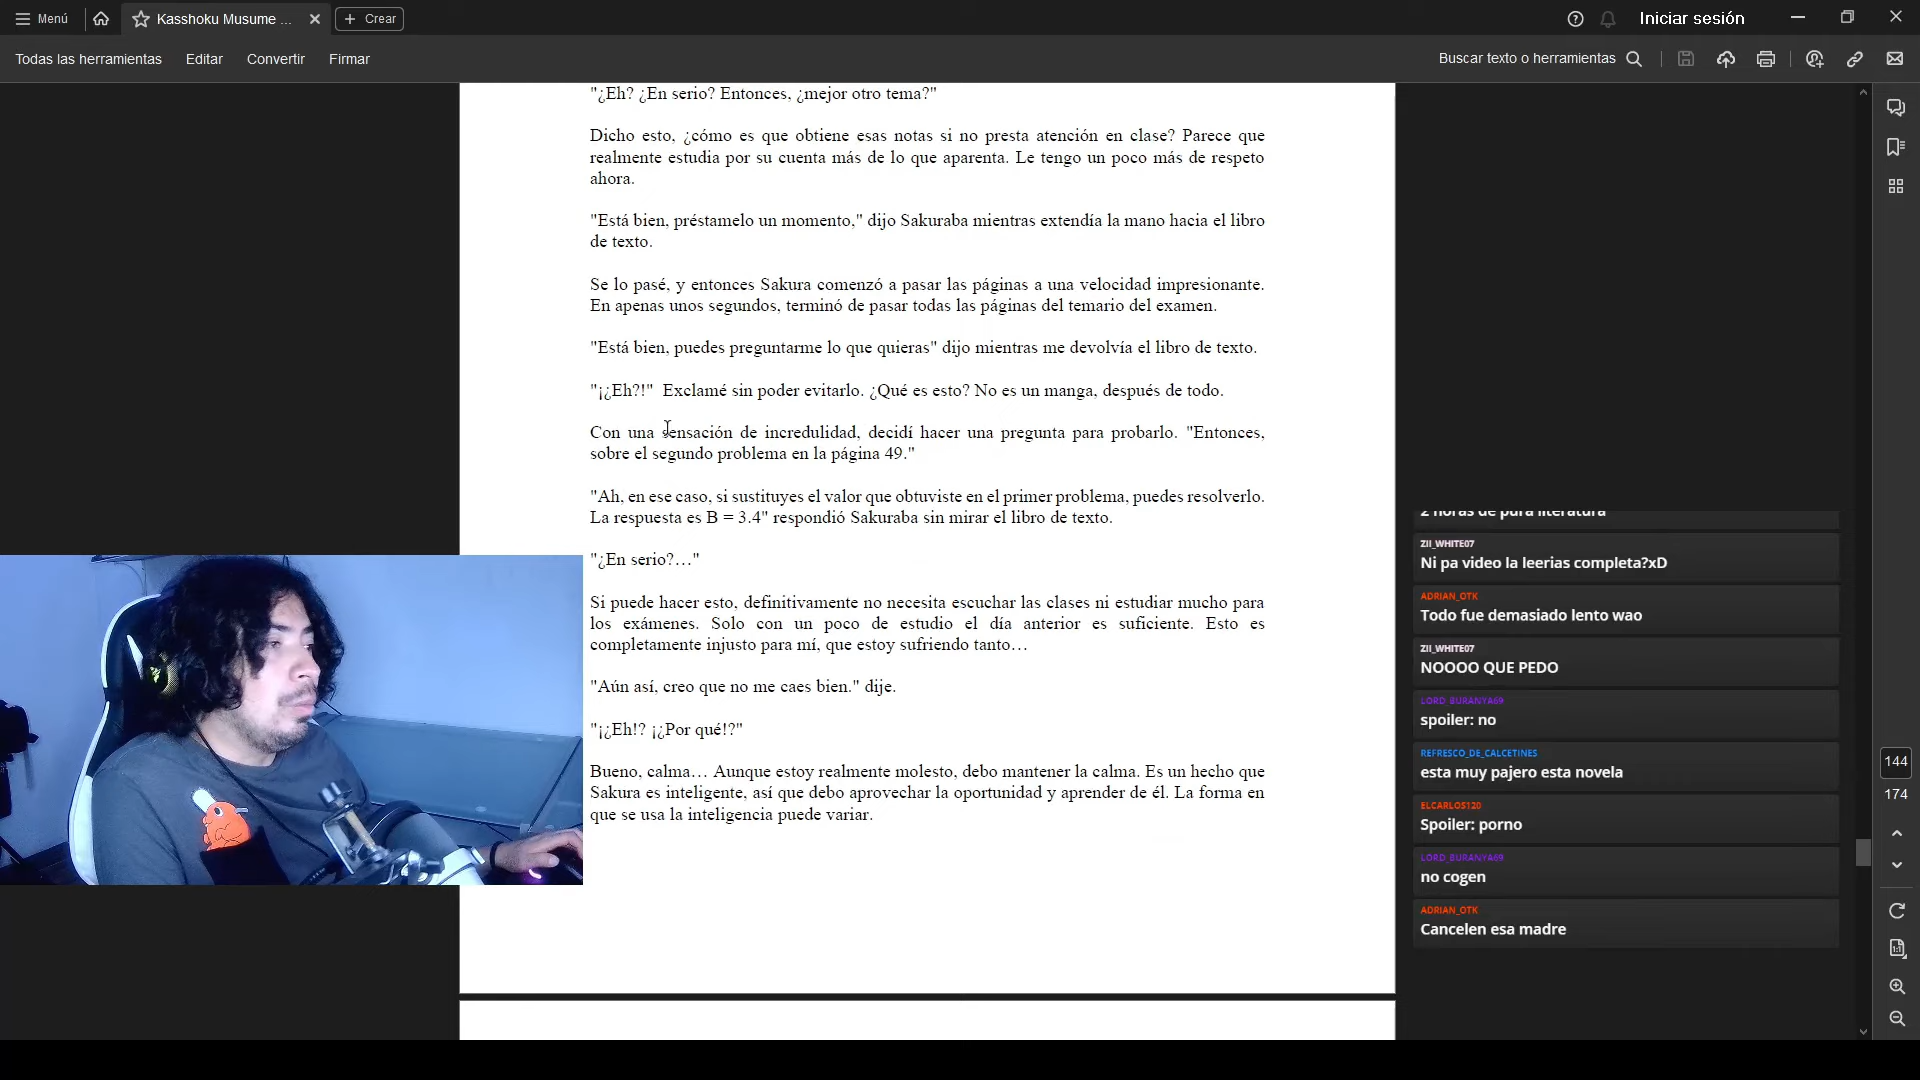 Menú
Kasshoku Musume ...
Crear
Iniciar sesión
Todas las herramientas
Editar
Convertir
Firmar
Buscar texto o herramientas
"¿Eh? ¿En serio? Entonces, ¿mejor otro tema?"
Dicho esto, ¿cómo es que obtiene esas notas si no presta atención en clase? Parece que
realmente estudia por su cuenta más de lo que aparenta. Le tengo un poco más de respeto
ahora.
"Está bien, préstamelo un momento," dijo Sakuraba mientras extendía la mano hacia el libro
de texto.
Se lo pasé, y entonces Sakura comenzó a pasar las páginas a una velocidad impresionante.
En apenas unos segundos, terminó de pasar todas las páginas del temario del examen.
"Está bien, puedes preguntarme lo que quieras" dijo mientras me devolvía el libro de texto.
"¡¿Eh?!" Exclamé sin poder evitarlo. ¿Qué es esto? No es un manga, después de todo.
Con una sensación de incredulidad, decidí hacer una pregunta para probarlo. "Entonces,
sobre el segundo problema en la página 49."
"Ah, en ese caso, si sustituyes el valor que obtuviste en el primer problema, puedes resolverlo.
La respuesta es B = 3.4" respondió Sakuraba sin mirar el libro de texto.
"¿En serio?…"
Si puede hacer esto, definitivamente no necesita escuchar las clases ni estudiar mucho para
los exámenes. Solo con un poco de estudio el día anterior es suficiente. Esto es
completamente injusto para mí, que estoy sufriendo tanto…
"Aún así, creo que no me caes bien." dije.
"¡¿Eh!? ¡¿Por qué!?"
Bueno, calma… Aunque estoy realmente molesto, debo mantener la calma. Es un hecho que
Sakura es inteligente, así que debo aprovechar la oportunidad y aprender de él. La forma en
que se usa la inteligencia puede variar.
2 horas de pura literatura
ZII_WHITE07
Ni pa video la leerias completa?xD
ADRIAN_OTK
Todo fue demasiado lento wao
ZII_WHITE07
NOOOO QUE PEDO
LORD_BURANYA69
spoiler: no
REFRESCO_DE_CALCETINES
esta muy pajero esta novela
ELCARLOS120
Spoiler: porno
LORD_BURANYA69
no cogen
ADRIAN_OTK
Cancelen esa madre
144
174